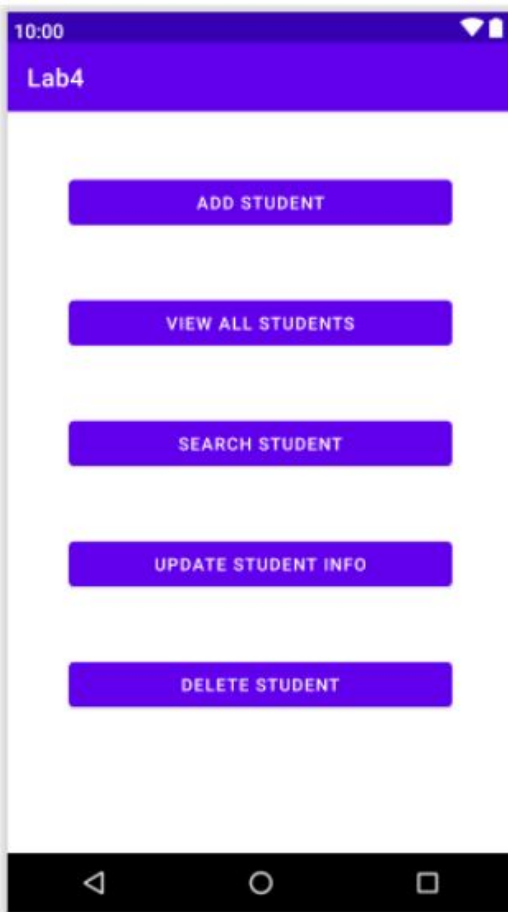 10:00
Lab4
ADD STUDENT
VIEW ALL STUDENTS
SEARCH STUDENT
UPDATE STUDENT INFO
DELETE STUDENT